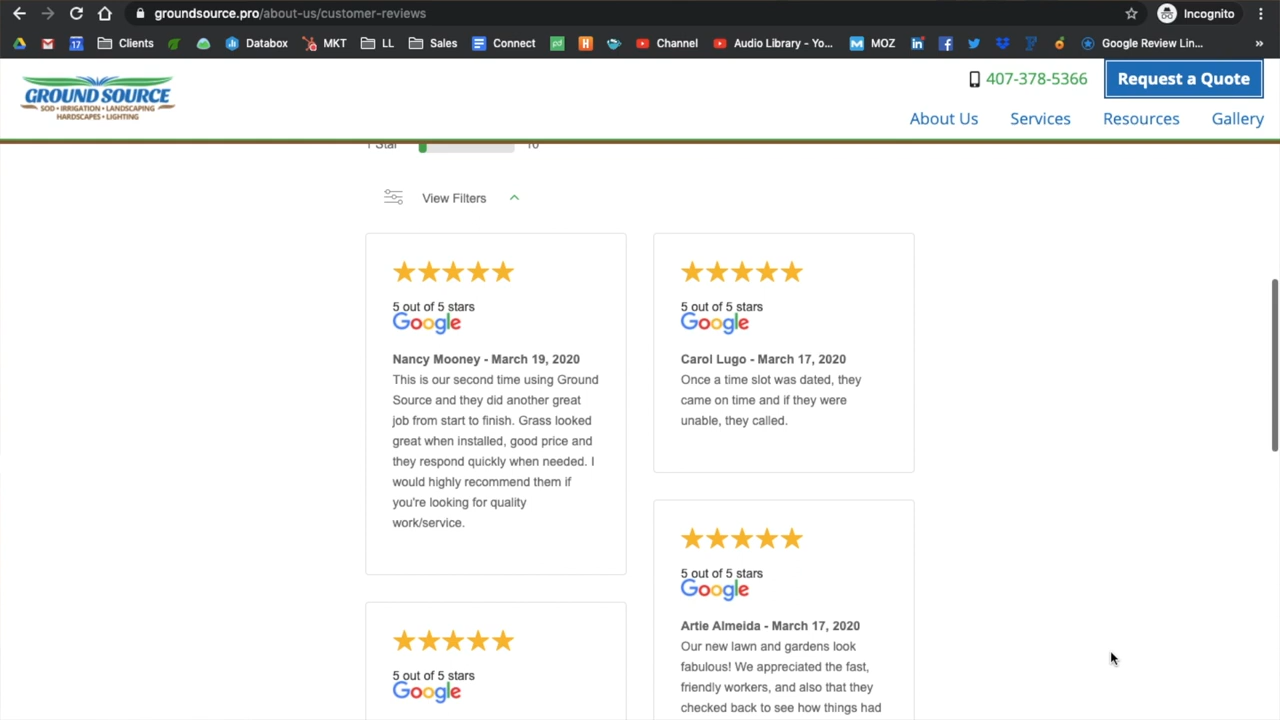 groundsource.pro/about-us/customer-reviews
Incognito
17
Clients
Databox
MKT
LL
Sales
Connect
Channel
Audio Library - Yo...
MOZ
Google Review Lin...
»
GROUND SOURCE
SOD • IRRIGATION • LANDSCAPING
HARDSCAPES • LIGHTING
407-378-5366
Request a Quote
About Us
Services
Resources
Gallery
1 Star
10
View Filters
5 out of 5 stars
Google
Nancy Mooney - March 19, 2020
This is our second time using Ground
Source and they did another great
job from start to finish. Grass looked
great when installed, good price and
they respond quickly when needed. I
would highly recommend them if
you're looking for quality
work/service.
5 out of 5 stars
Google
Carol Lugo - March 17, 2020
Once a time slot was dated, they
came on time and if they were
unable, they called.
5 out of 5 stars
Google
5 out of 5 stars
Google
Artie Almeida - March 17, 2020
Our new lawn and gardens look
fabulous! We appreciated the fast,
friendly workers, and also that they
checked back to see how things had